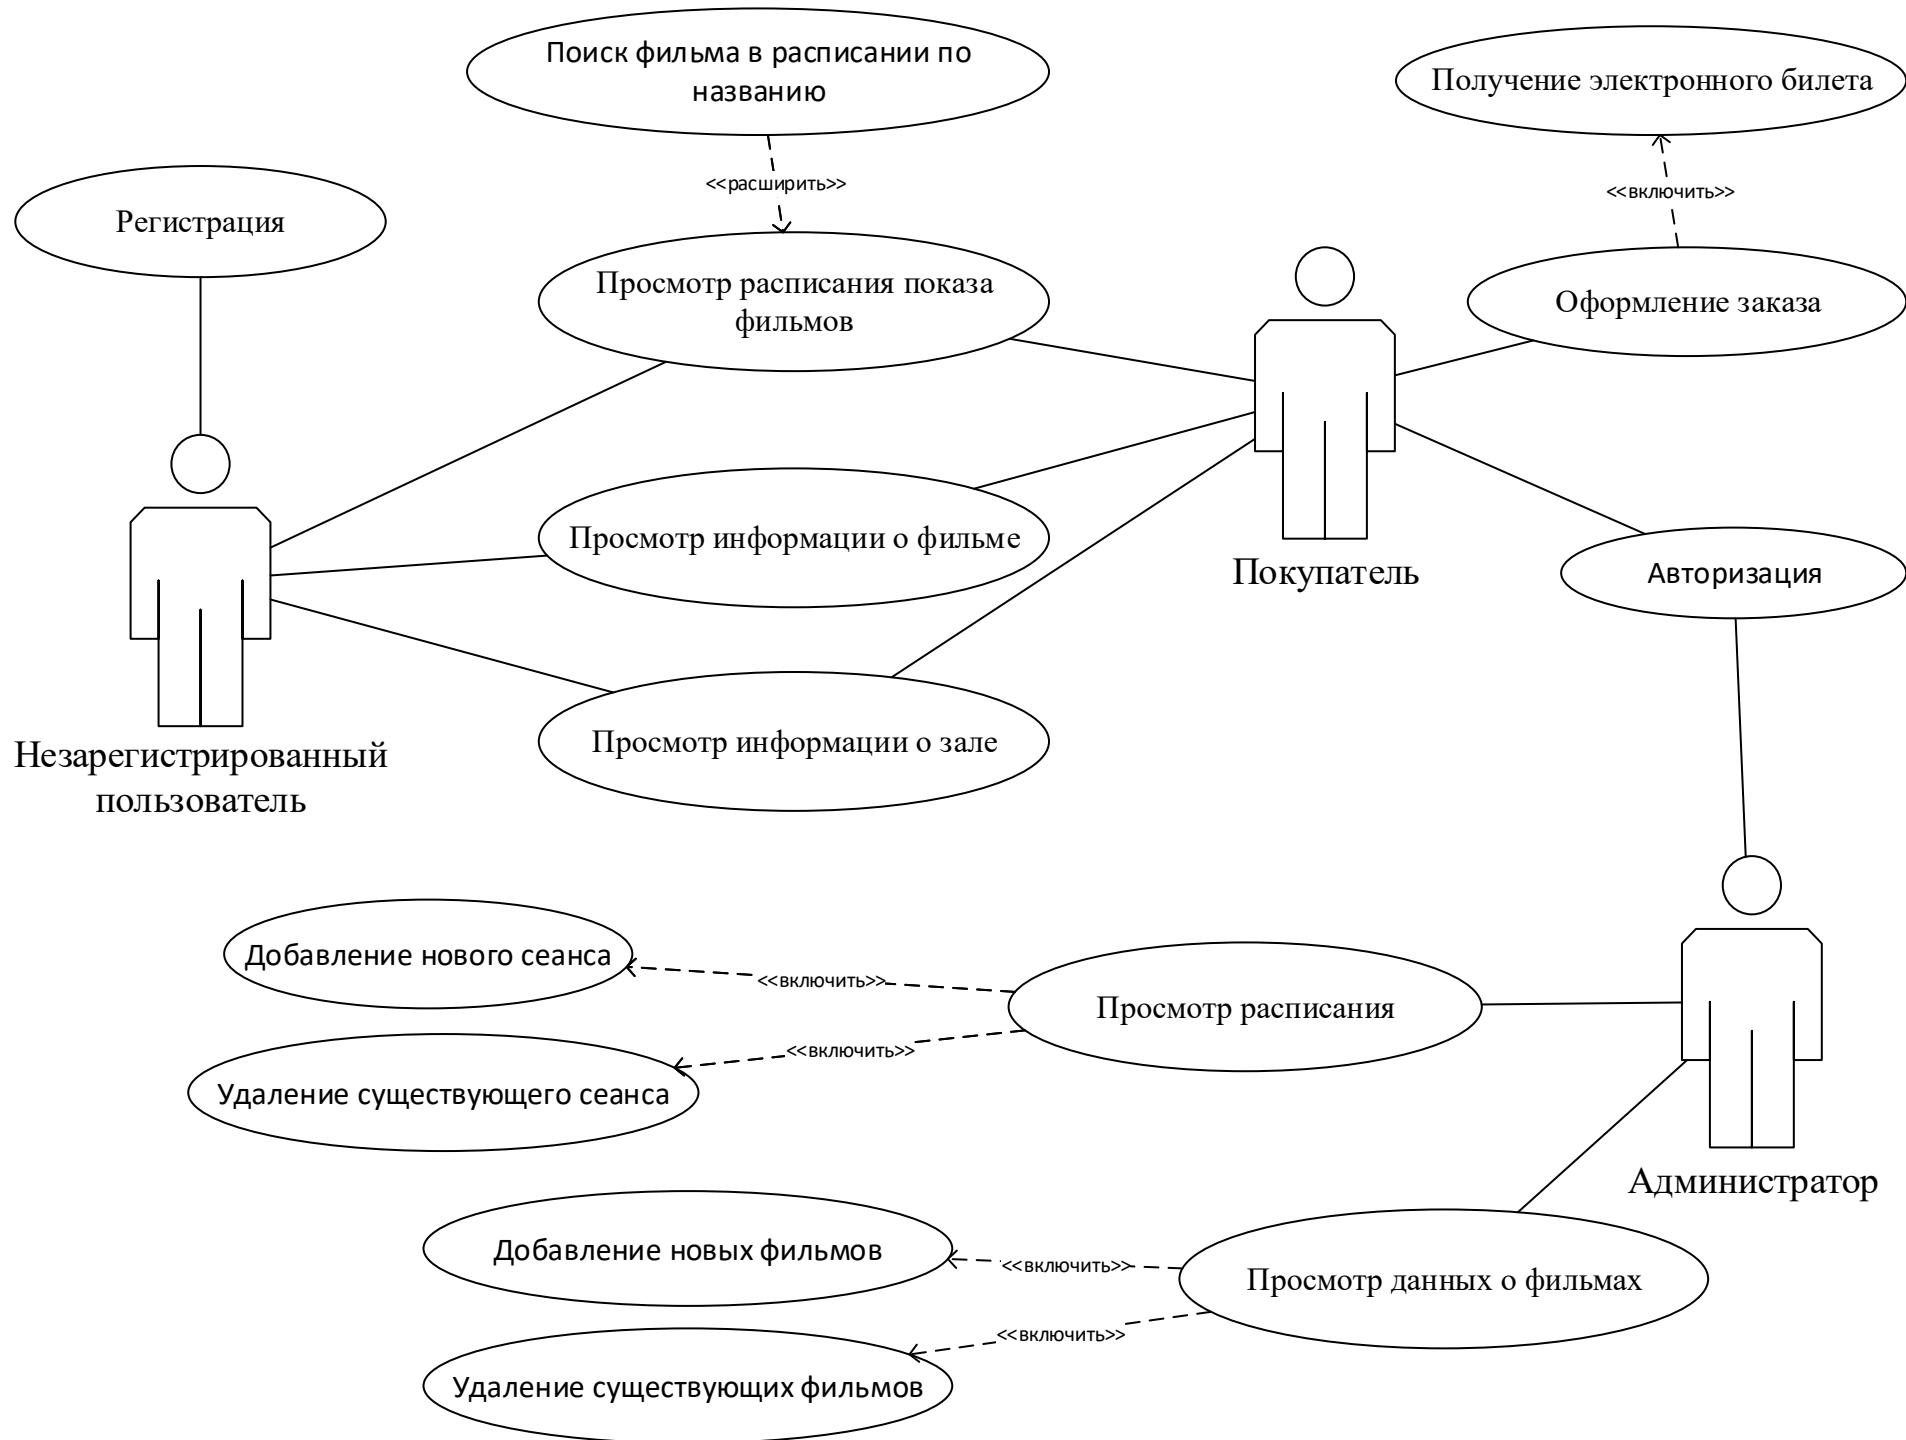 Поиск фильма в расписании по
названию
Получение электронного билета
<<расширить>>
<<включить>>
Регистрация
Просмотр расписания показа
фильмов
Оформление заказа
Просмотр информации о фильме
Покупатель
Авторизация
Незарегистрированный
пользователь
Просмотр информации о зале
Добавление нового сеанса
<<включить>>
Просмотр расписания
<<включить>>
Удаление существующего сеанса
Администратор
Добавление новых фильмов
<<включить>>
Просмотр данных о фильмах
<<включить>>
Удаление существующих фильмов